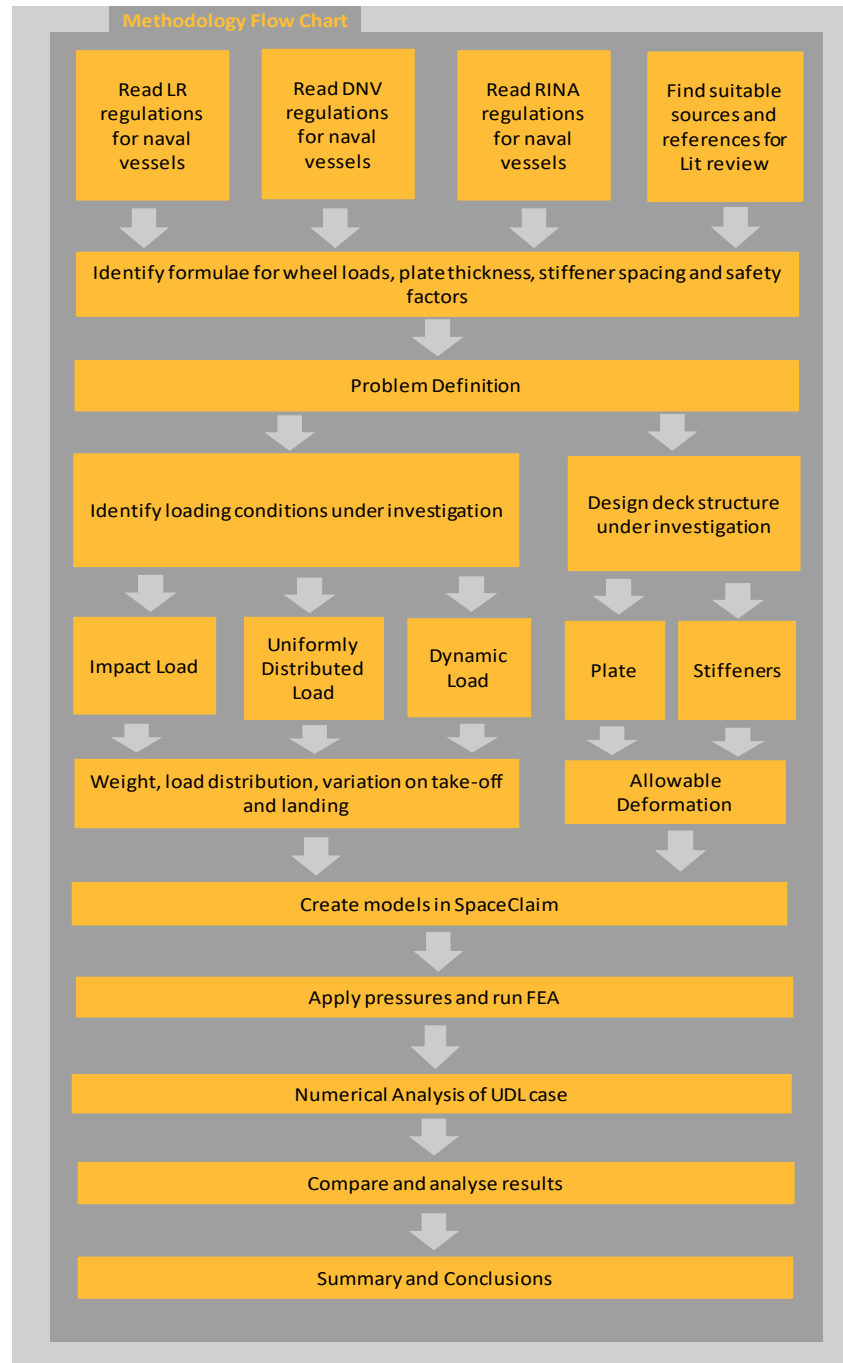 Methodology Flow Chart
Read LR
regulations
for naval
vessels
Read DNV
regulations
for naval
vessels
Read RINA
regulations
for naval
vessels
Find suitable
sources and
references for
Lit review
Identify formulae for wheel loads, plate thickness, stiffener spacing and safety
factors
Problem Definition
Identify loading conditions under investigation
Design deck structure
under investigation
Impact Load
Uniformly
Distributed
Load
Dynamic
Load
Plate
Stiffeners
Weight, load distribution, variation on take-off
and landing
Allowable
Deformation
Create models in SpaceClaim
Apply pressures and run FEA
Numerical Analysis of UDL case
Compare and analyse results
Summary and Conclusions